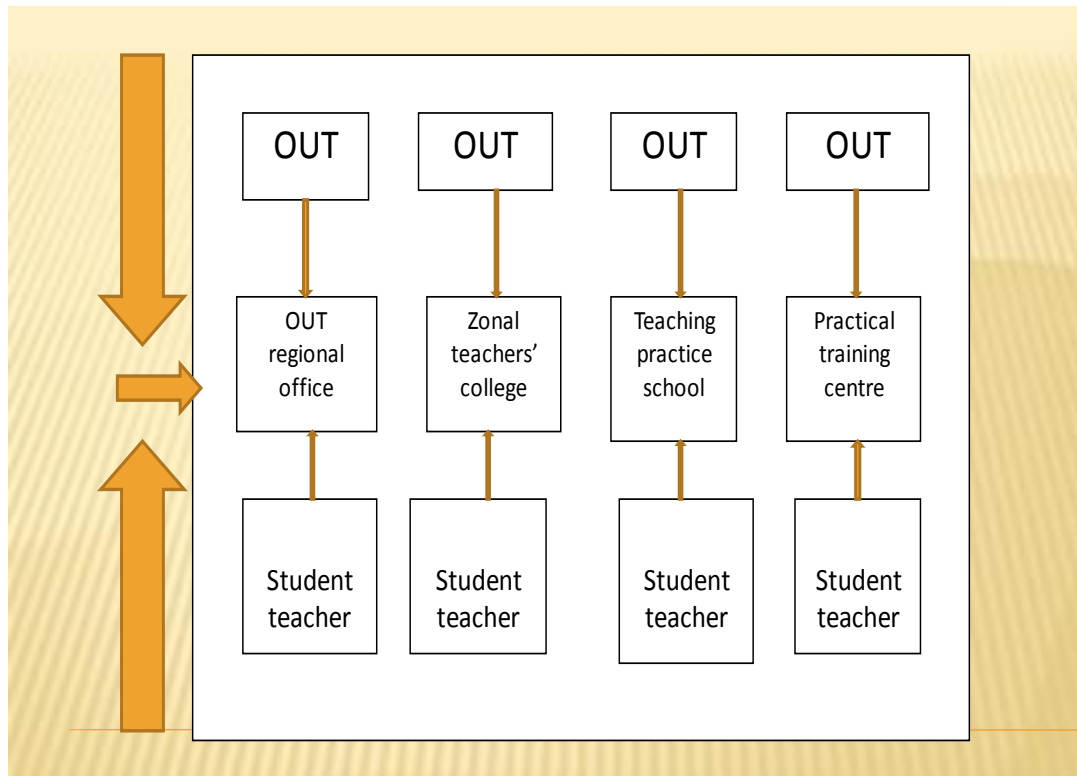 OUT
OUT
OUT
OUT
OUT
regional
office
Zonal
teachers’
college
Teaching
practice
school
Practical
training
centre
Student
teacher
Student
teacher
Student
teacher
Student
teacher